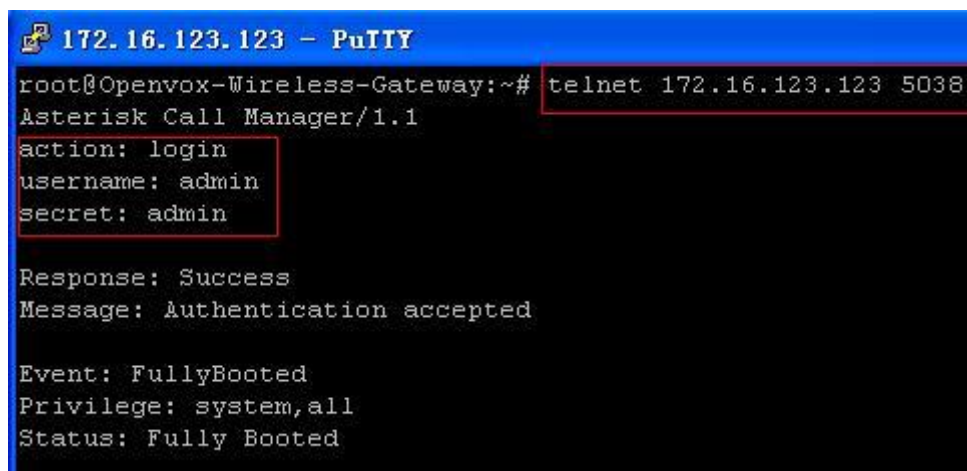 172.16.123.123 - PuTTY
root@Openvox-Wireless-Gateway:~# telnet 172.16.123.123 5038
Asterisk Call Manager/1.1
action: login
username: admin
secret: admin
Response: Success
Message: Authentication accepted
Event: FullyBooted
Privilege: system,all
Status: Fully Booted